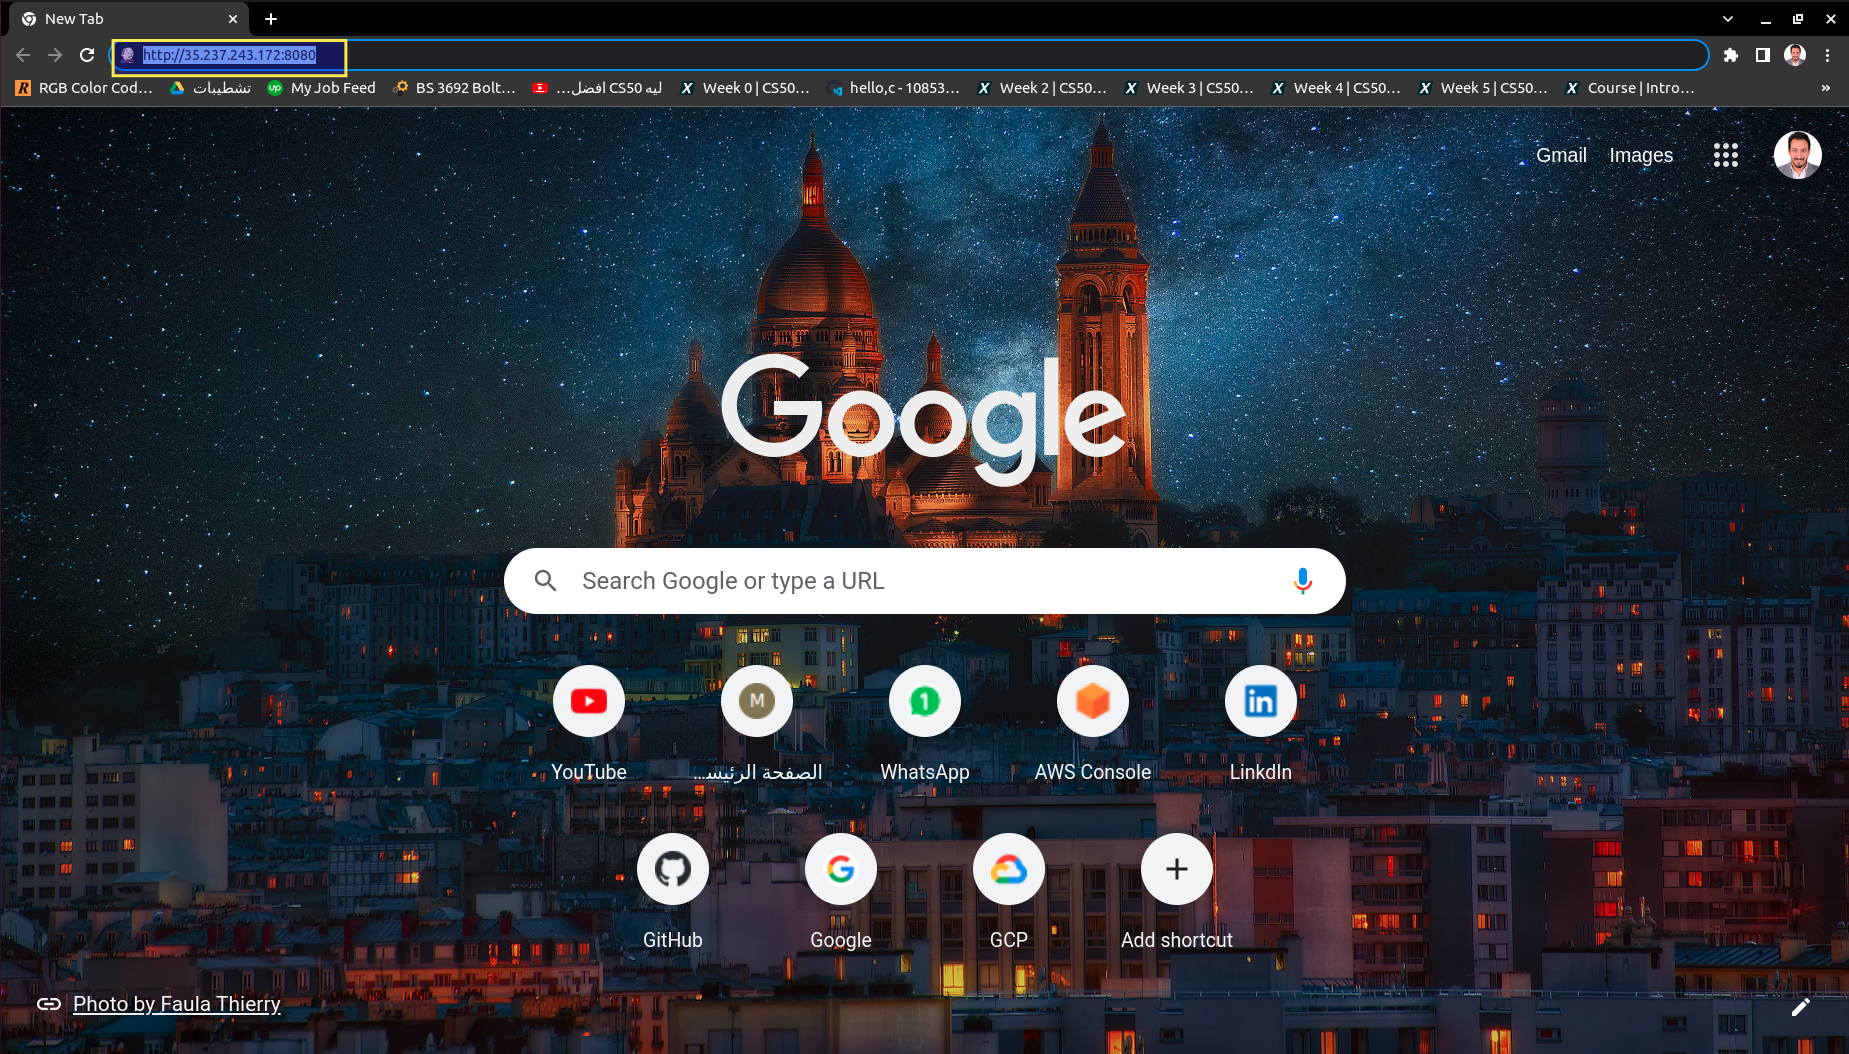 New Tab
http://35.237.243.172:8080
RGB Color Cod...
تشطيبات
My Job Feed
BS 3692 Bolt...
ليه CS50 افضل...
Week 0 | CS50...
hello,c - 10853...
Week 2 | CS50...
Week 3 | CS50...
Week 4 | CS50...
Week 5 | CS50...
Course | Intro...
Gmail
Images
Google
Search Google or type a URL
M
1
in
YouTube
الصفحة الرئيسـ...
WhatsApp
AWS Console
LinkdIn
G
GitHub
Google
GCP
Add shortcut
Photo by Faula Thierry